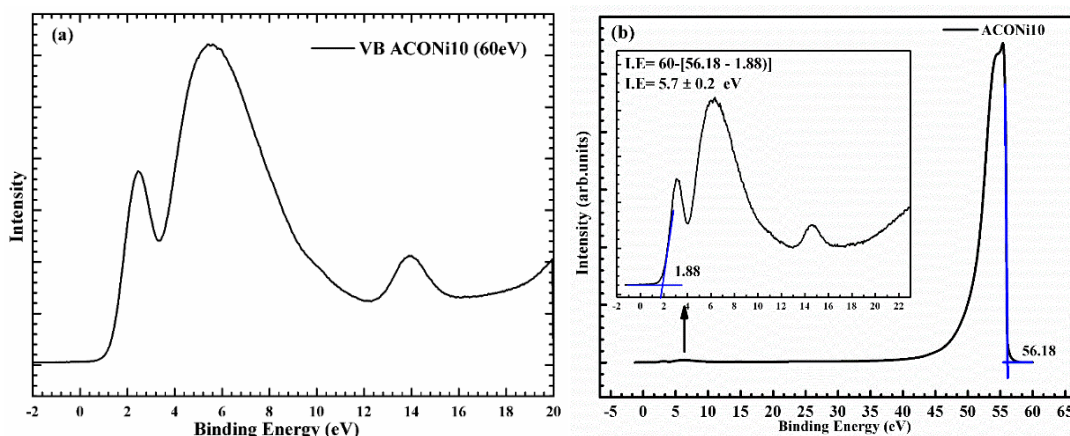 (a)
VB ACONi10 (60eV)
Intensity
-2 0 2 4 6 8 10 12 14 16 18 20
Binding Energy (eV)
(b)
ACONi10
I.E= 60-[56.18 - 1.88)]
I.E= 5.7 ± 0.2 eV
1.88
-2 0 2 4 6 8 10 12 14 16 18 20 22
56.18
Intensity (arb.units)
-5 0 5 10 15 20 25 30 35 40 45 50 55 60 65
Binding Energy (eV)